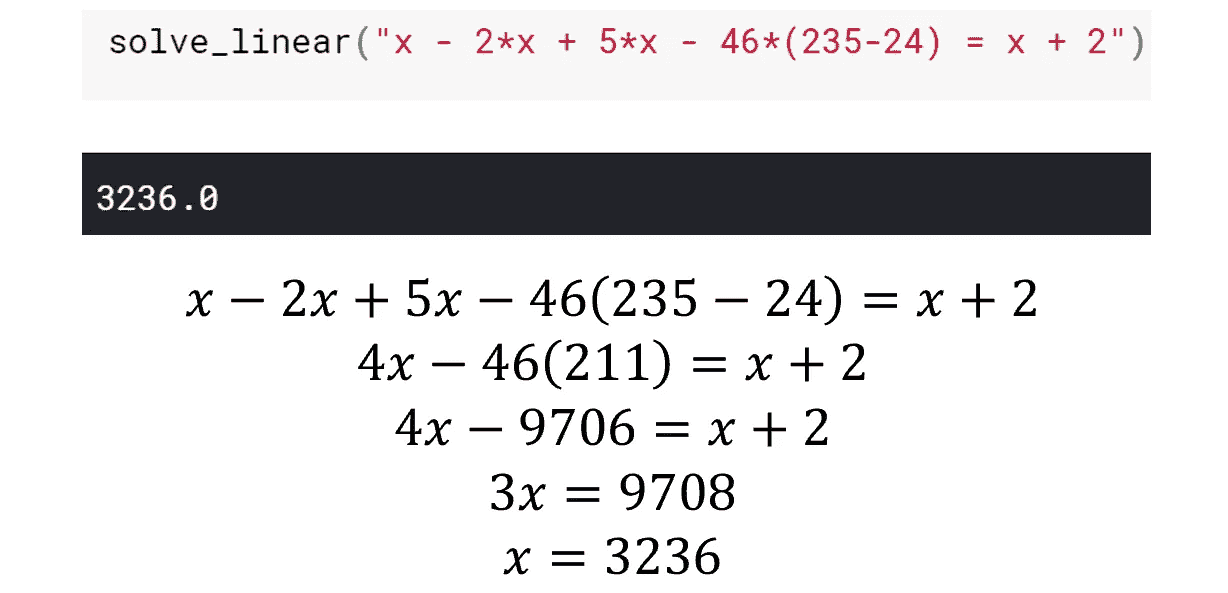 solve_linear("x - 2*x + 5*x - 46*(235-24) = x + 2")
3236.0
x − 2x + 5x − 46(235 − 24) = x + 2
4x − 46(211) = x + 2
4x − 9706 = x + 2
3x = 9708
x = 3236